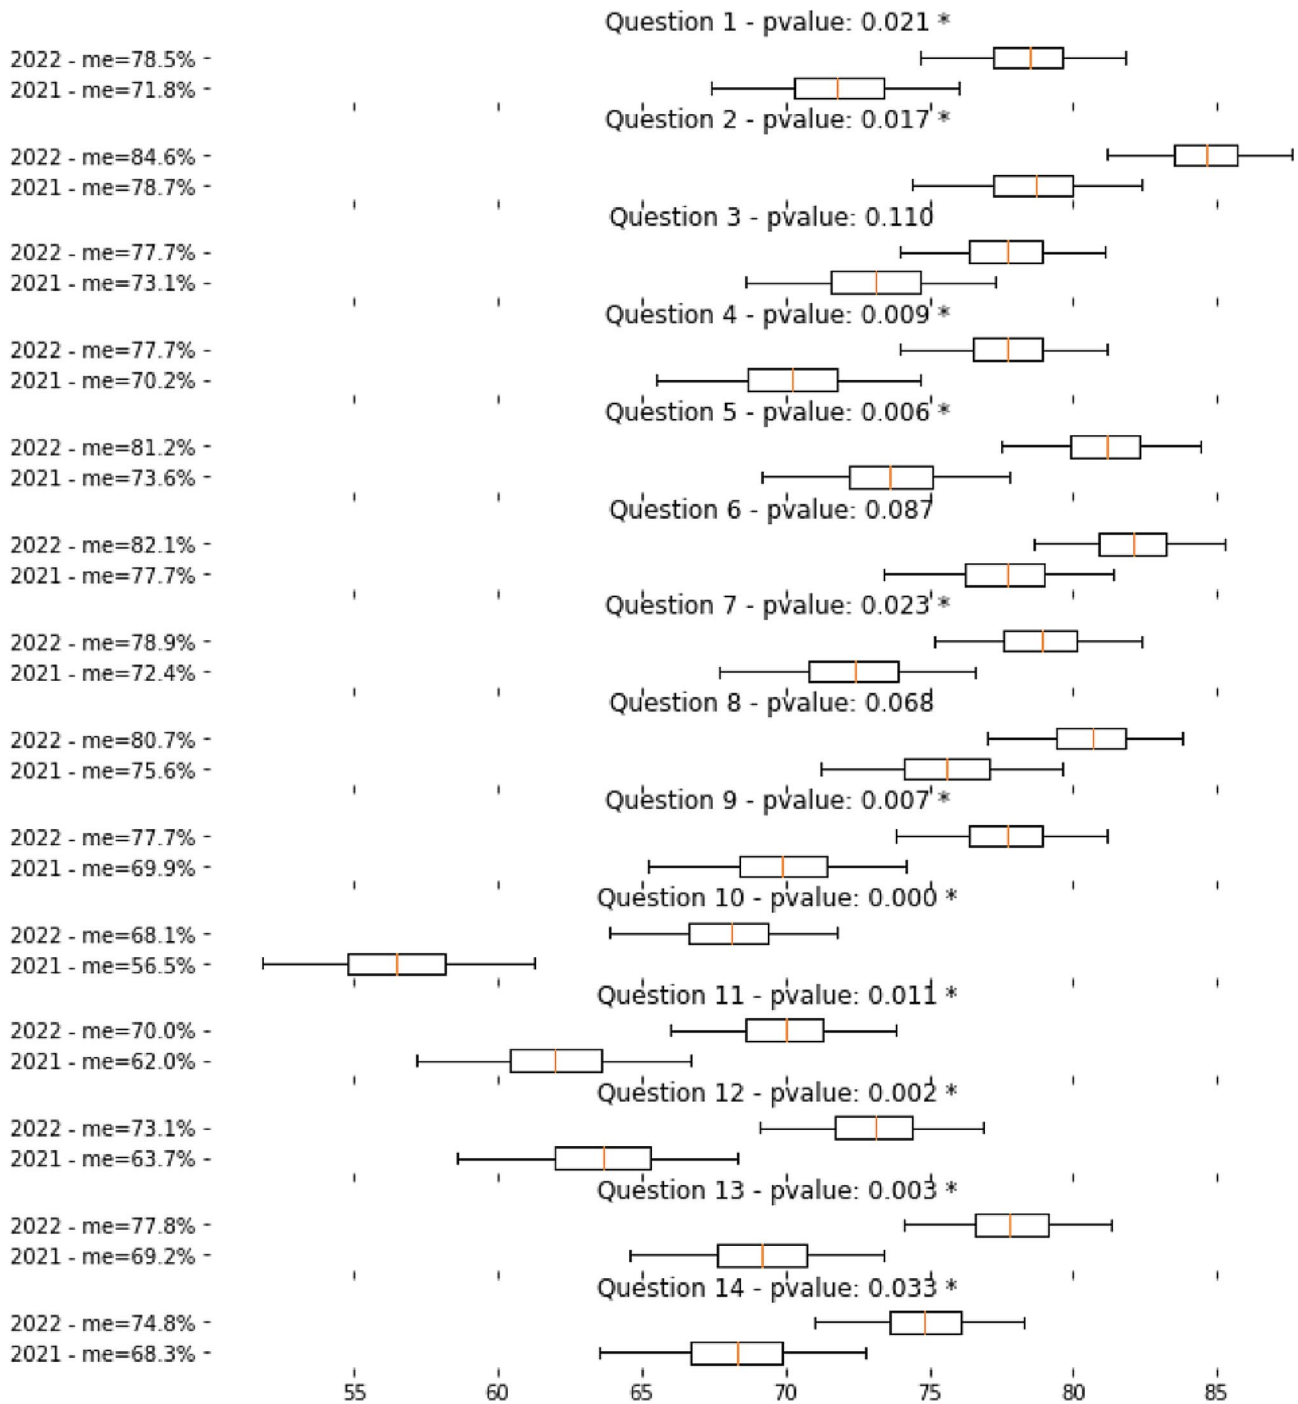 Question 1 - pvalue: 0.021 *
2022 - me=78.5%
2021 - me=71.8%
Question 2 - pvalue: 0.017 *
2022 - me=84.6%
2021 - me=78.7%
Question 3 - pvalue: 0.110
2022 - me=77.7%
2021 - me=73.1%
Question 4 - pvalue: 0.009 *
2022 - me=77.7%
2021 - me=70.2%
Question 5 - pvalue: 0.006 *
2022 - me=81.2%
2021 - me=73.6%
Question 6 - pvalue: 0.087
2022 - me=82.1%
2021 - me=77.7%
Question 7 - pvalue: 0.023 *
2022 - me=78.9%
2021 - me=72.4%
Question 8 - pvalue: 0.068
2022 - me=80.7%
2021 - me=75.6%
Question 9 - pvalue: 0.007 *
2022 - me=77.7%
2021 - me=69.9%
Question 10 - pvalue: 0.000 *
2022 - me=68.1%
2021 - me=56.5%
Question 11 - pvalue: 0.011 *
2022 - me=70.0%
2021 - me=62.0%
Question 12 - pvalue: 0.002 *
2022 - me=73.1%
2021 - me=63.7%
Question 13 - pvalue: 0.003 *
2022 - me=77.8%
2021 - me=69.2%
Question 14 - pvalue: 0.033 *
2022 - me=74.8%
2021 - me=68.3%
55 60 65 70 75 80 85